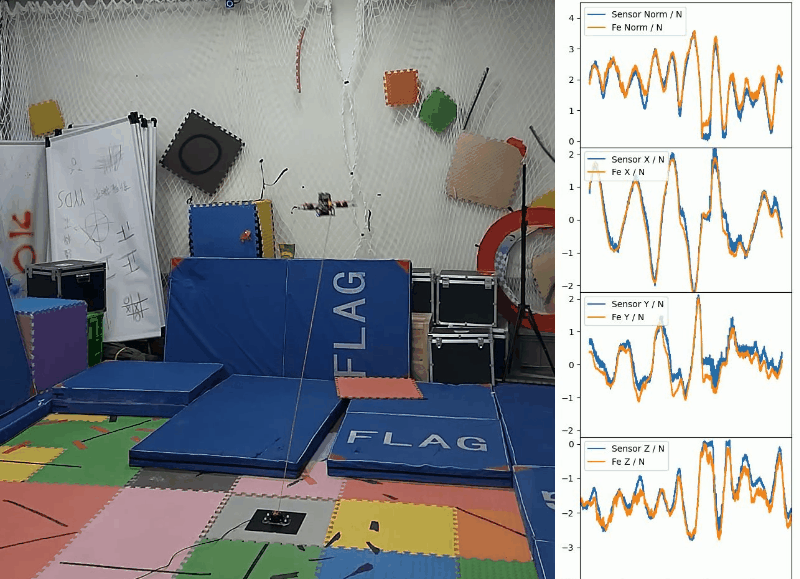 FLAG
FLAG
Sensor Norm / N
Fe Norm / N
4
3
2
1
0
Sensor X / N
Fe X / N
2
1
0
−1
−2
Sensor Y / N
Fe Y / N
2
1
0
−1
−2
Sensor Z / N
Fe Z / N
0
−1
−2
−3